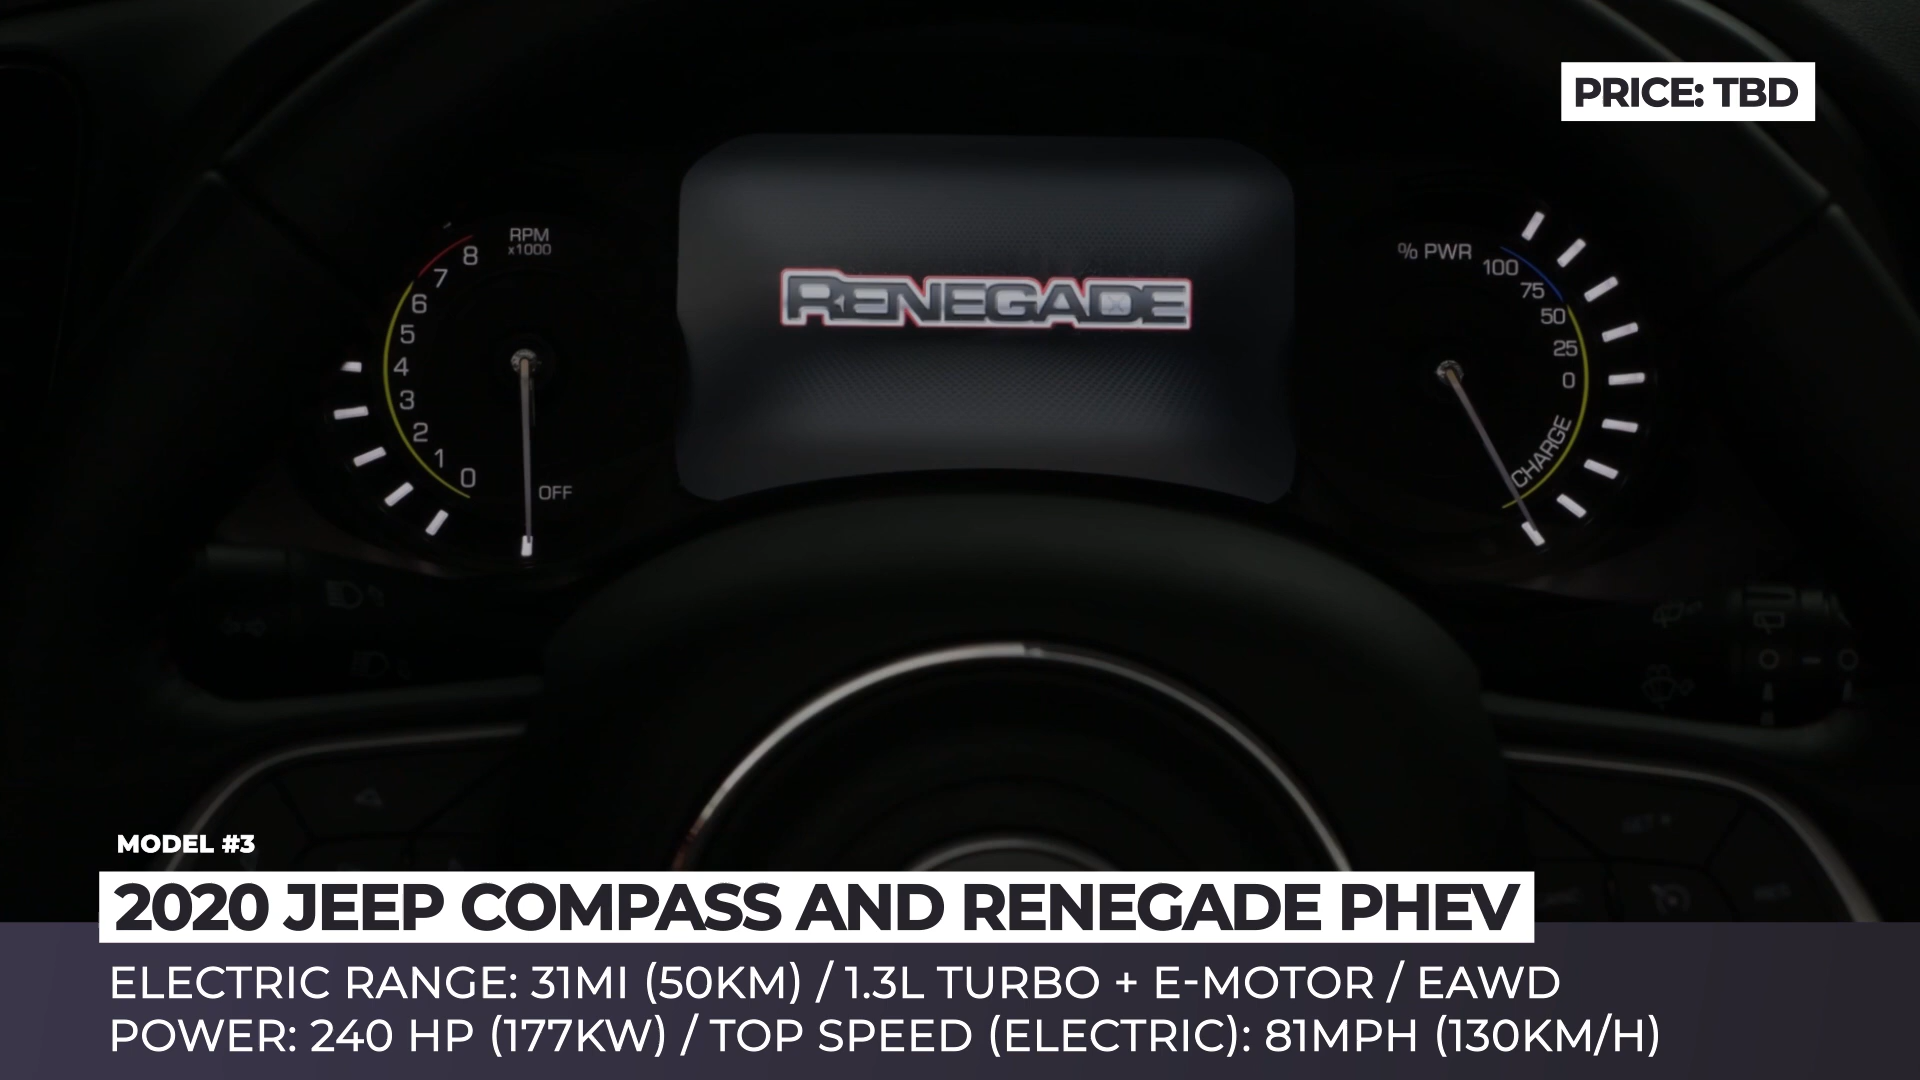 PRICE: TBD
RPM
x1000
8
7
6
5
4
3
2
1
0
OFF
RENEGADE
% PWR
100
75
50
25
0
CHARGE
MODEL #3
2020 JEEP COMPASS AND RENEGADE PHEV
ELECTRIC RANGE: 31MI (50KM) / 1.3L TURBO + E-MOTOR / EAWD
POWER: 240 HP (177KW) / TOP SPEED (ELECTRIC): 81MPH (130KM/H)